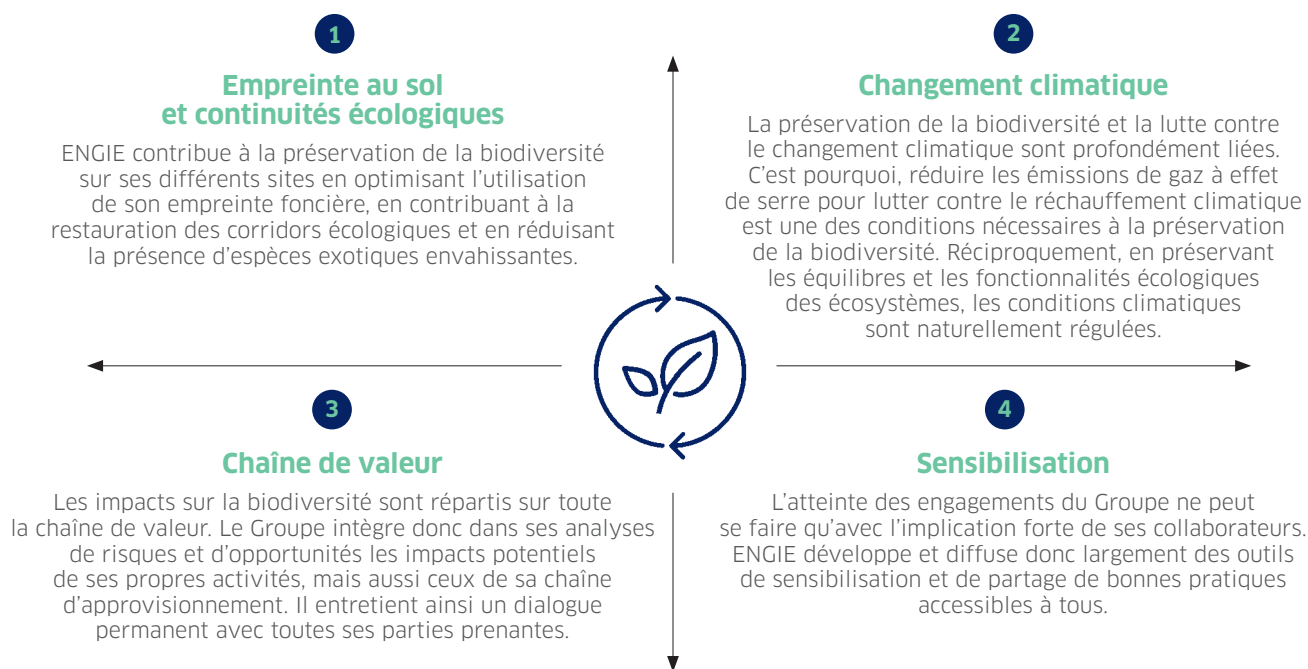 1
Empreinte au sol
et continuités écologiques
ENGIE contribue à la préservation de la biodiversité
sur ses différents sites en optimisant l'utilisation
de son empreinte foncière, en contribuant à la
restauration des corridors écologiques et en réduisant
la présence d'espèces exotiques envahissantes.
2
Changement climatique
La préservation de la biodiversité et la lutte contre
le changement climatique sont profondément liées.
C'est pourquoi, réduire les émissions de gaz à effet
de serre pour lutter contre le réchauffement climatique
est une des conditions nécessaires à la préservation
de la biodiversité. Réciproquement, en préservant
les équilibres et les fonctionnalités écologiques
des écosystèmes, les conditions climatiques
sont naturellement régulées.
3
Chaîne de valeur
Les impacts sur la biodiversité sont répartis sur toute
la chaîne de valeur. Le Groupe intègre donc dans ses analyses
de risques et d'opportunités les impacts potentiels
de ses propres activités, mais aussi ceux de sa chaîne
d'approvisionnement. Il entretient ainsi un dialogue
permanent avec toutes ses parties prenantes.
4
Sensibilisation
L'atteinte des engagements du Groupe ne peut
se faire qu'avec l'implication forte de ses collaborateurs.
ENGIE développe et diffuse donc largement des outils
de sensibilisation et de partage de bonnes pratiques
accessibles à tous.